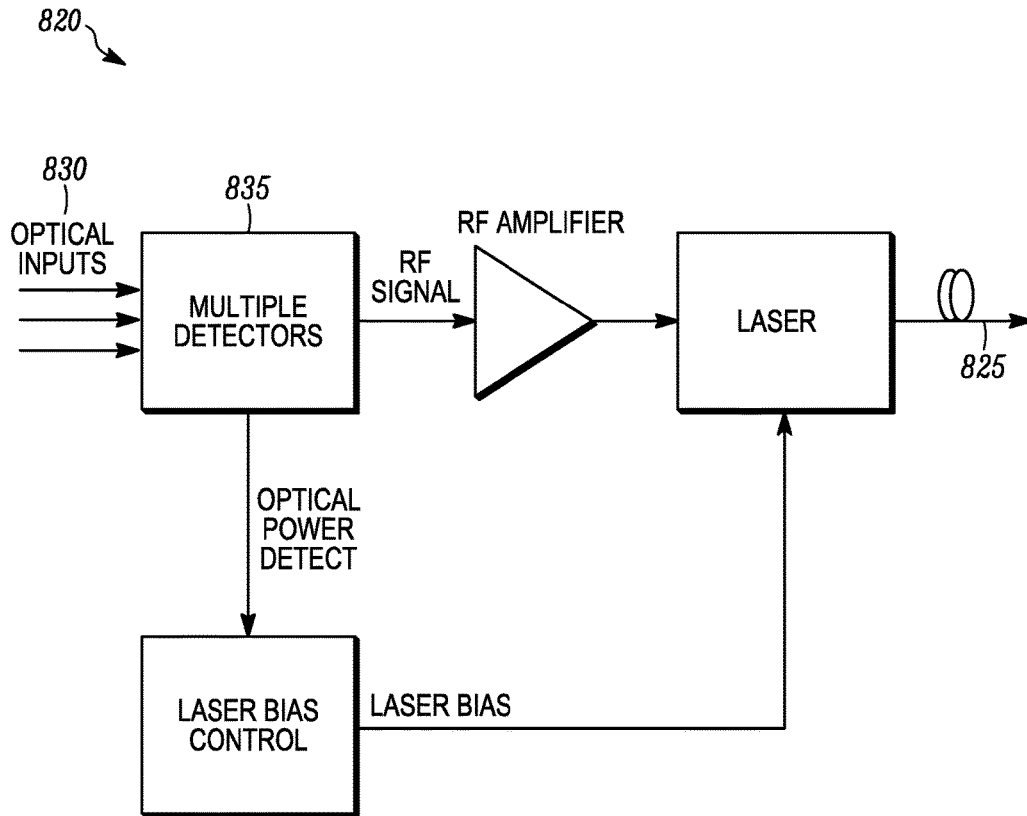 820
830
OPTICAL
INPUTS
835
MULTIPLE
DETECTORS
RF
SIGNAL
RF AMPLIFIER
LASER
825
OPTICAL
POWER
DETECT
LASER BIAS
CONTROL
LASER BIAS